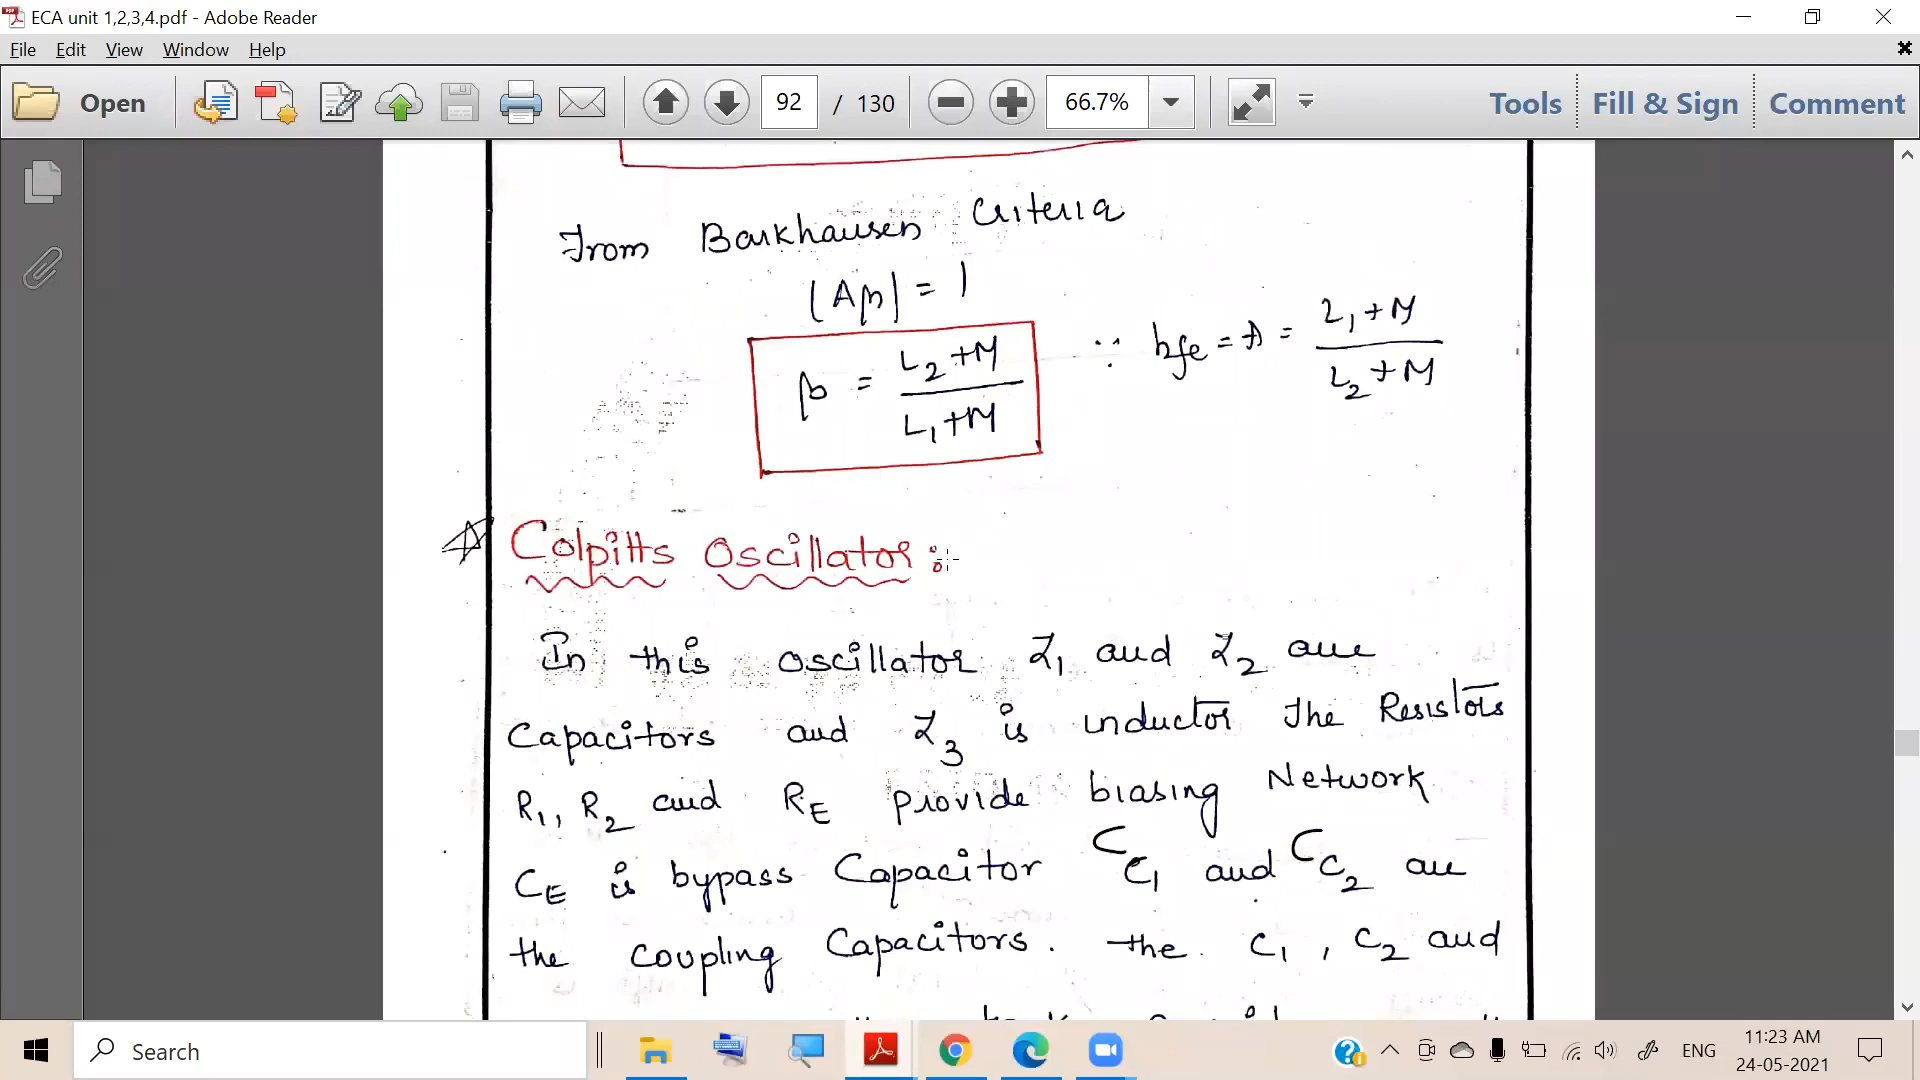 ECA unit 1,2,3,4.pdf - Adobe Reader
File Edit View Window Help
Open 92 / 130 66.7% Tools Fill & Sign Comment
From Barkhausen Criteria
|Aβ| = 1
β = L2+M / L1+M ∵ hfe = A = L1+M / L2+M
Colpitts Oscillator :-
In this oscillator Z1 and Z2 are
Capacitors and Z3 is inductor The Resistors
R1, R2 and RE provide biasing Network
CE is bypass Capacitor CC1 and CC2 are
the coupling Capacitors. the C1, C2 and
Search
ENG
11:23 AM
24-05-2021